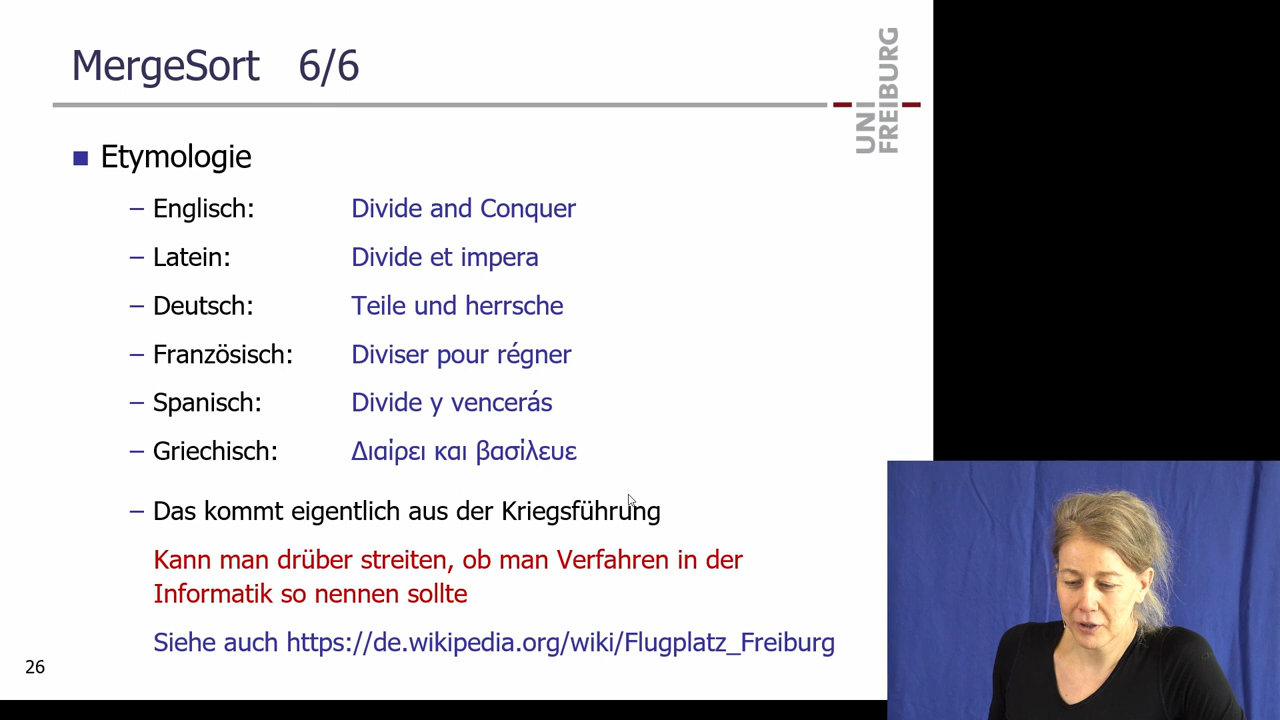 MergeSort 6/6
UNI
FREIBURG
■ Etymologie
– Englisch: Divide and Conquer
– Latein: Divide et impera
– Deutsch: Teile und herrsche
– Französisch: Diviser pour régner
– Spanisch: Divide y vencerás
– Griechisch: Διαίρει και βασίλευε
– Das kommt eigentlich aus der Kriegsführung
Kann man drüber streiten, ob man Verfahren in der
Informatik so nennen sollte
Siehe auch https://de.wikipedia.org/wiki/Flugplatz_Freiburg
26